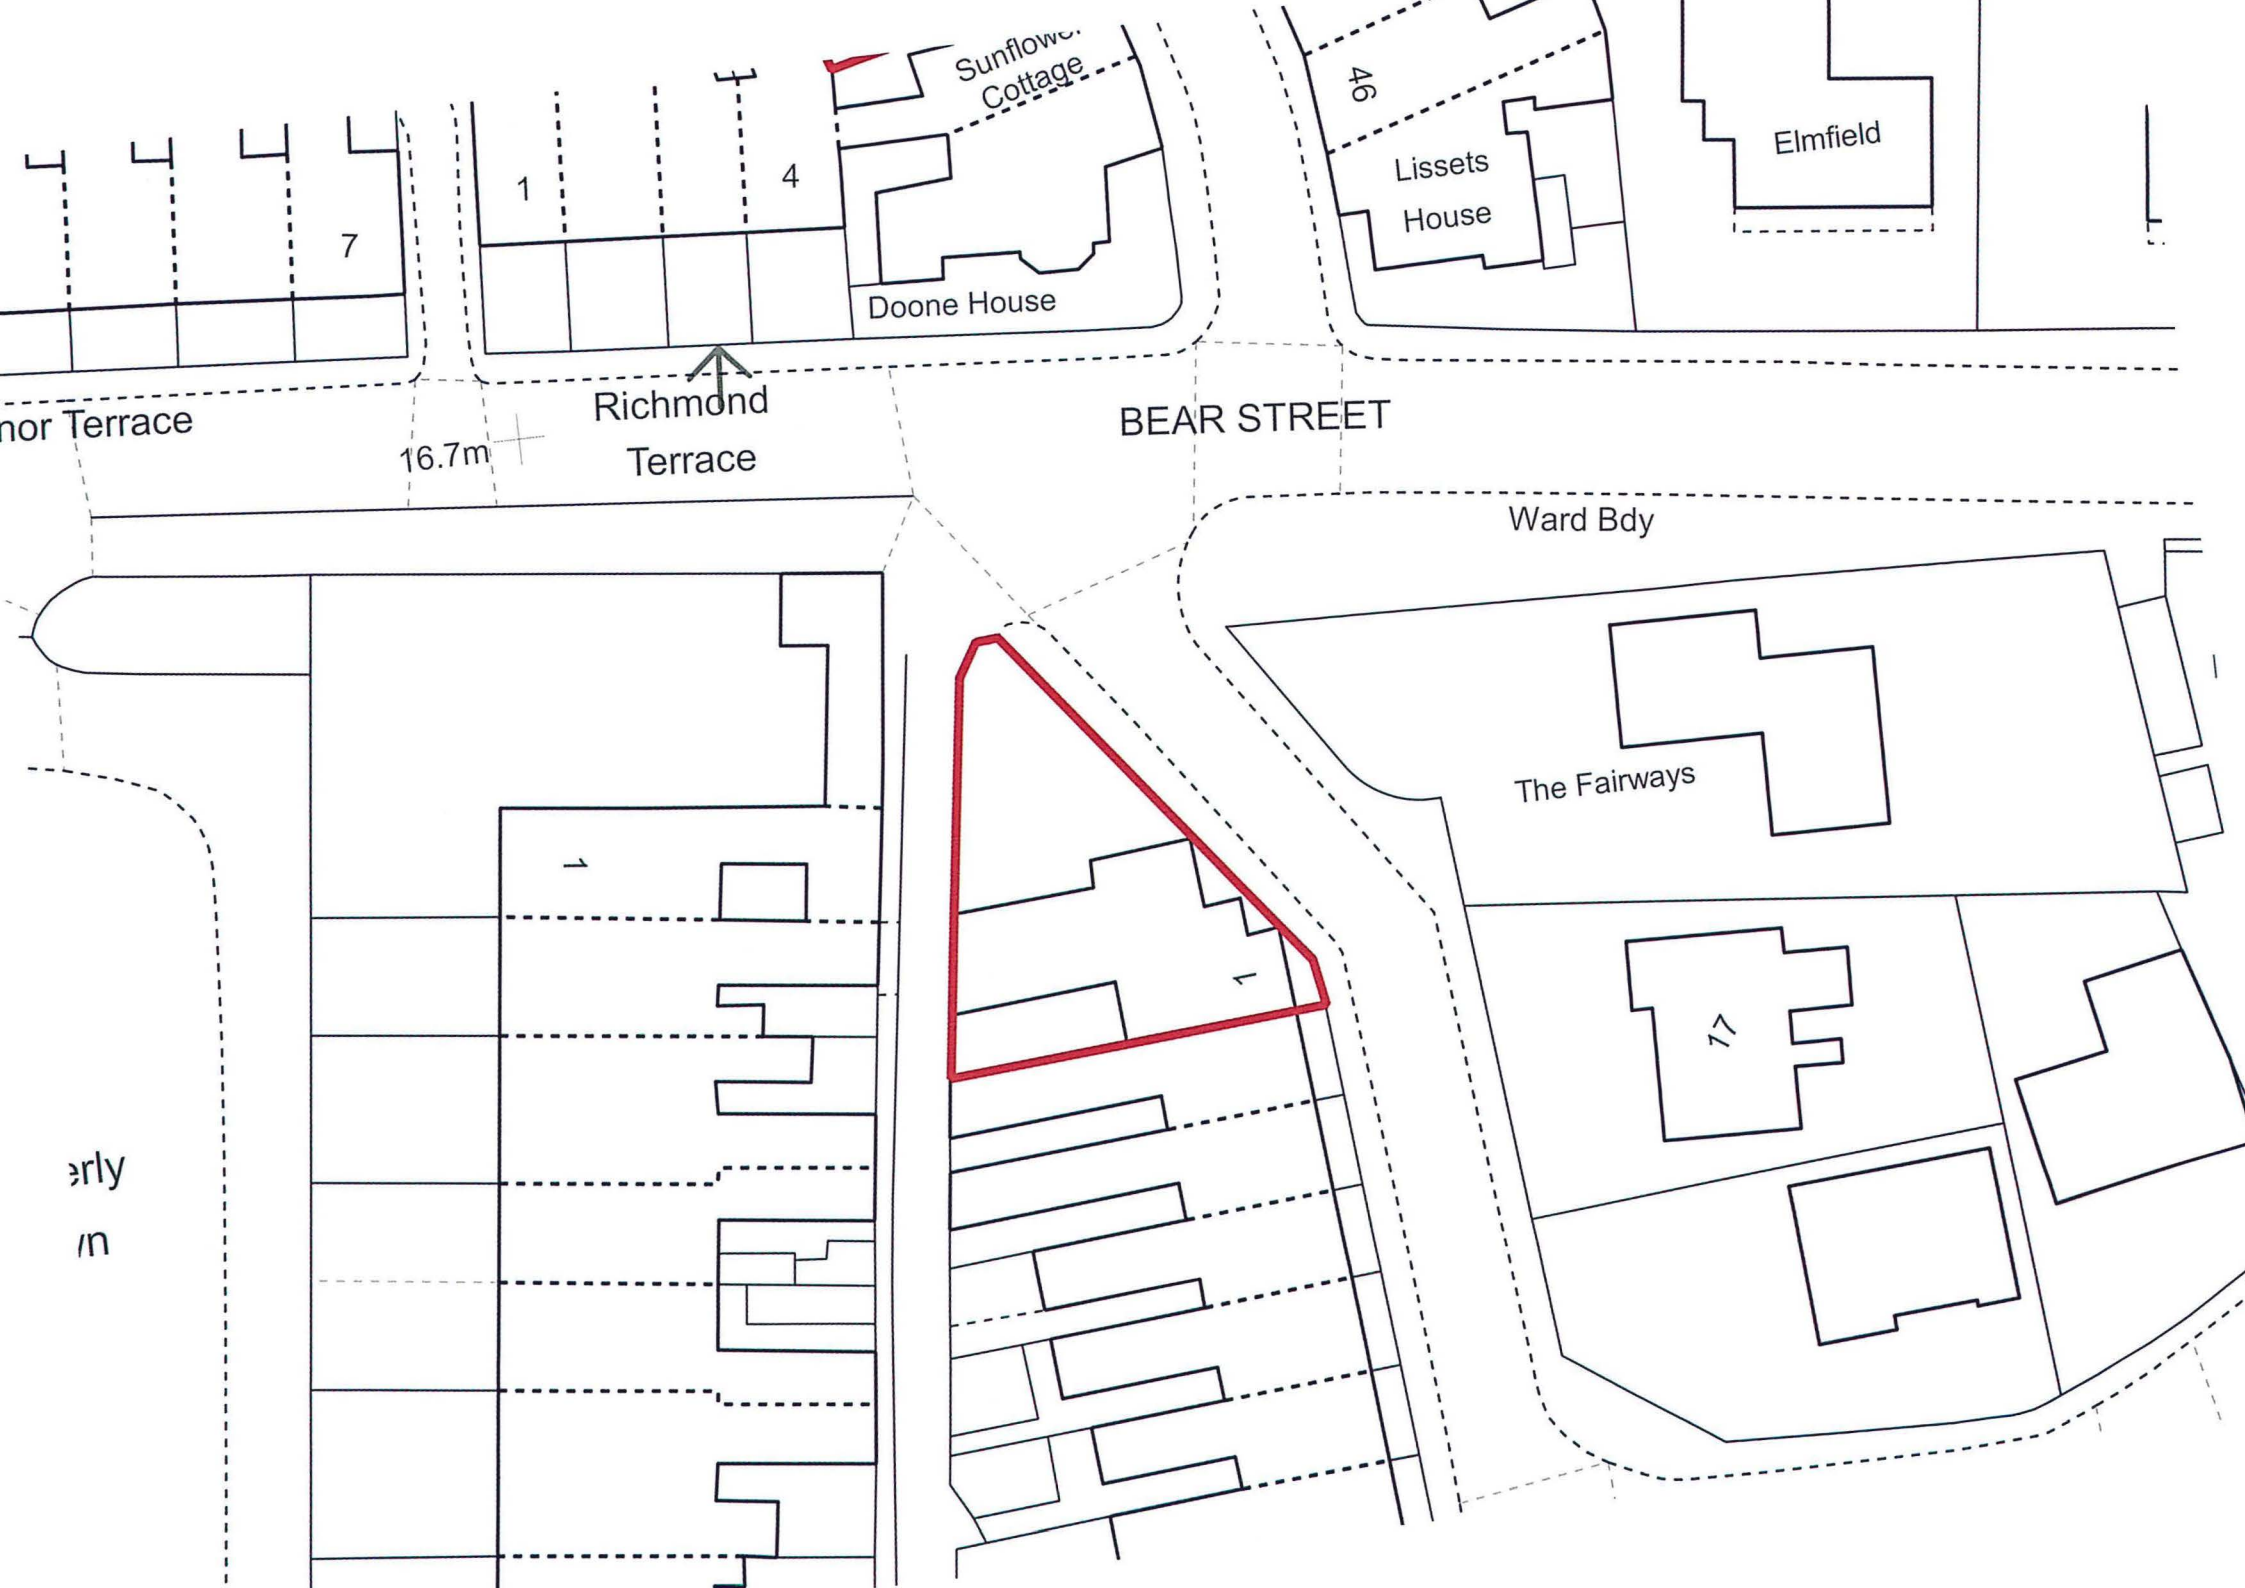 Sunflower
Cottage
46
Elmfield
Lissets
House
1
4
7
Doone House
Richmond
Terrace
nor Terrace
16.7m
BEAR STREET
Ward Bdy
The Fairways
1
1
17
erly